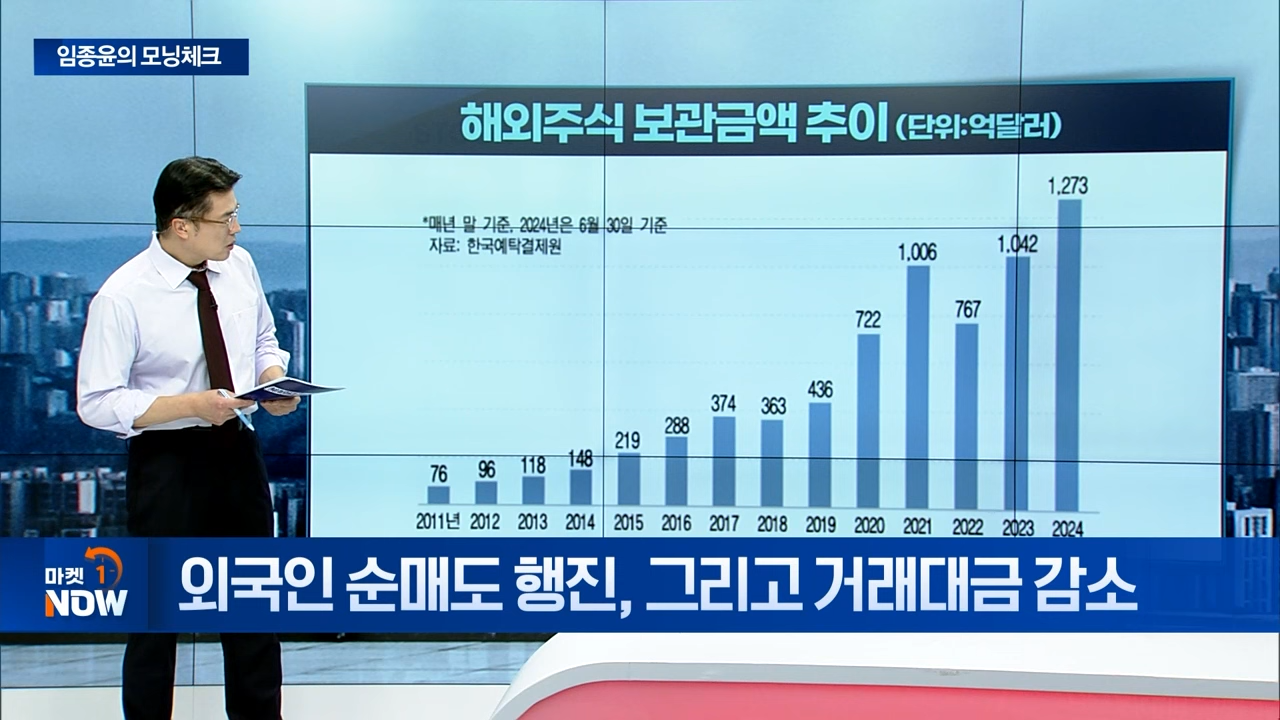 임종윤의 모닝체크
해외주식 보관금액 추이 (단위:억달러)
*매년 말 기준, 2024년은 6월 30일 기준
자료: 한국예탁결제원
76
96
118
148
219
288
374
363
436
722
1,006
767
1,042
1,273
2011년 2012 2013 2014 2015 2016 2017 2018 2019 2020 2021 2022 2023 2024
마켓 1
NOW
외국인 순매도 행진, 그리고 거래대금 감소